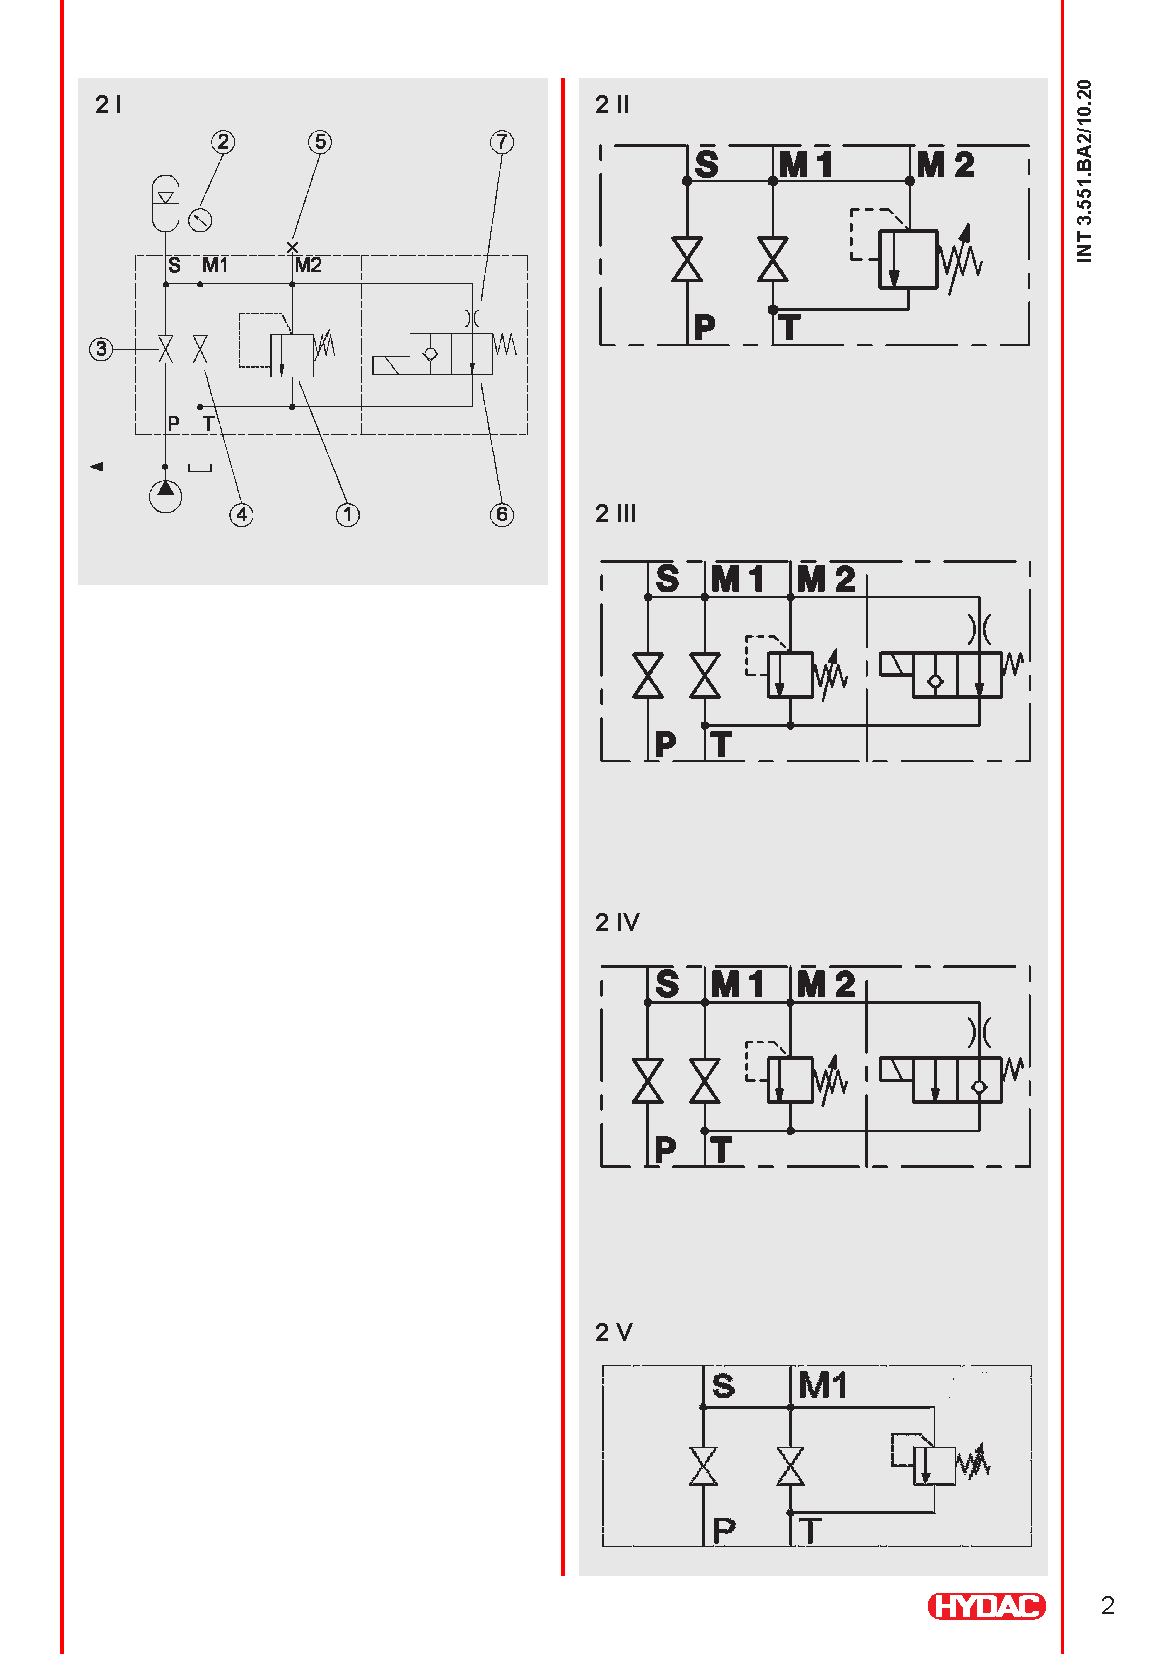 2 I
2 5 7
S M1 M2
3
P T
4 1 6
2 II
S M 1 M 2
P T
2 III
S M 1 M 2
P T
2 IV
S M 1 M 2
P T
2 V
S M1
P T
INT 3.551.BA2/10.20
HYDAC
2